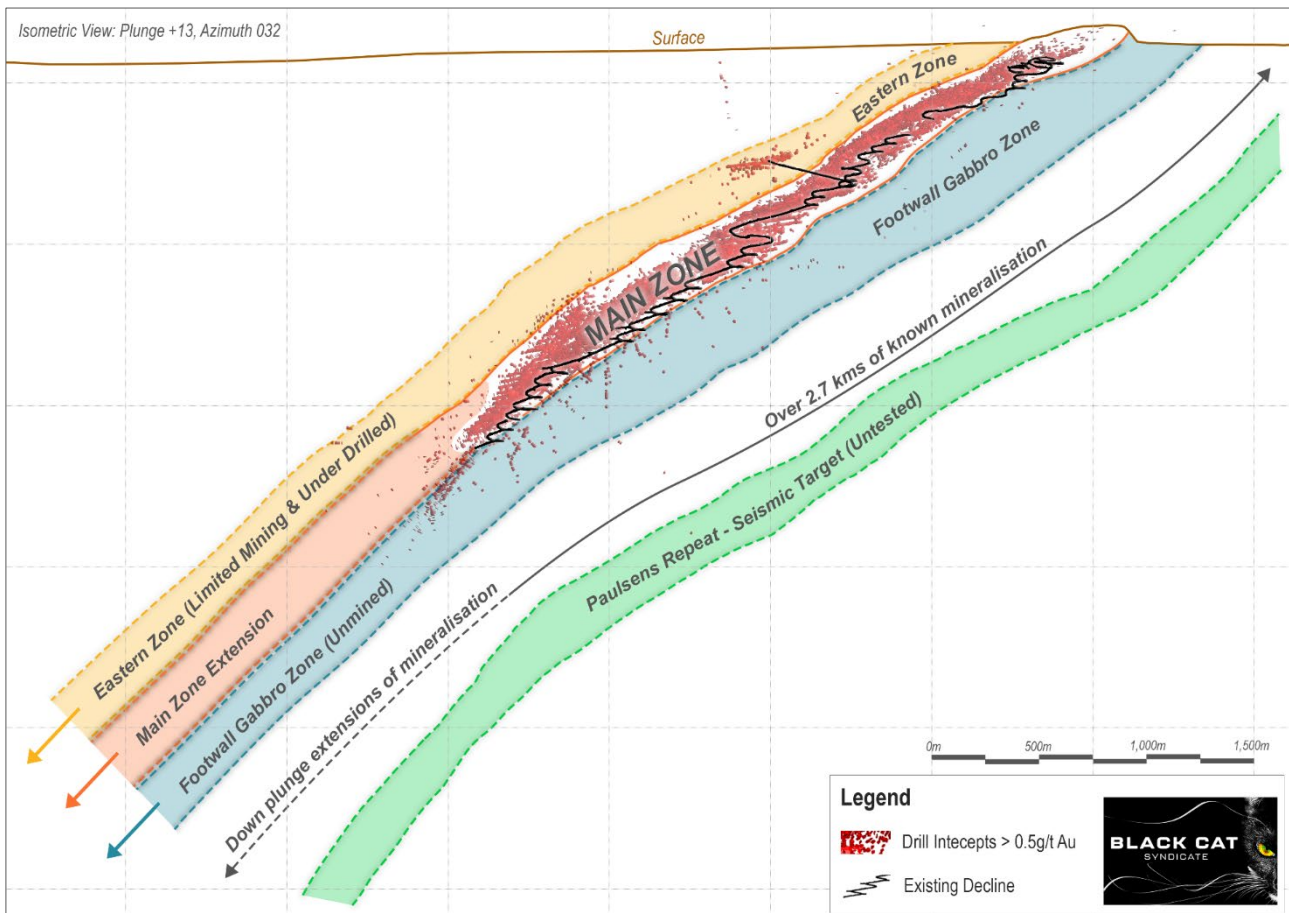 Isometric View: Plunge +13, Azimuth 032
Surface
Eastern Zone
Footwall Gabbro Zone
MAIN ZONE
Over 2.7 kms of known mineralisation
Paulsens Repeat - Seismic Target (Untested)
Eastern Zone (Limited Mining & Under Drilled)
Main Zone Extension
Footwall Gabbro Zone (Unmined)
Down plunge extensions of mineralisation
0m 500m 1,000m 1,500m
Legend
Drill Intecepts > 0.5g/t Au
Existing Decline
BLACK CAT
SYNDICATE